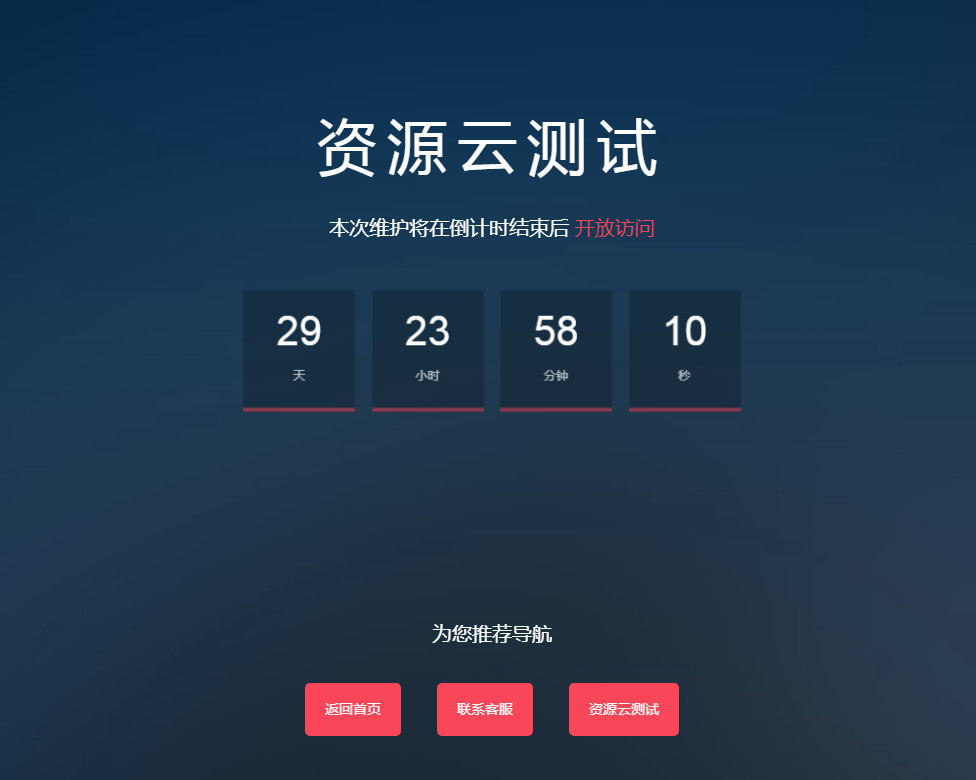 资源云测试
本次维护将在倒计时结束后 开放访问
29 23 58 10
天 小时 分钟 秒
为您推荐导航
返回首页 联系客服 资源云测试